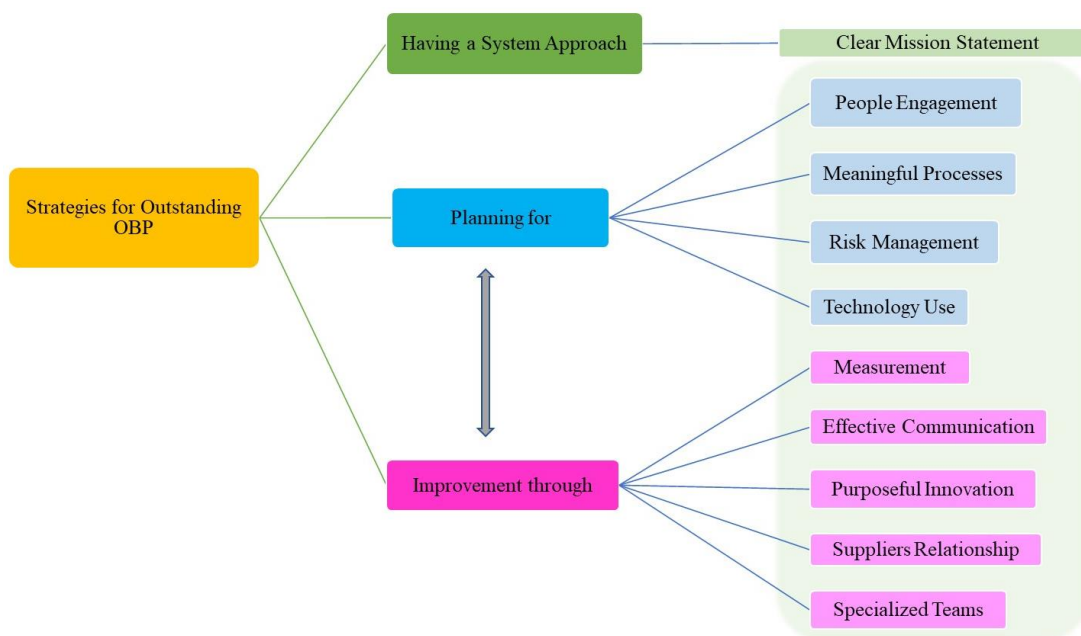 Having a System Approach
Clear Mission Statement
People Engagement
Meaningful Processes
Strategies for Outstanding
OBP
Planning for
Risk Management
Technology Use
Measurement
Effective Communication
Improvement through
Purposeful Innovation
Suppliers Relationship
Specialized Teams